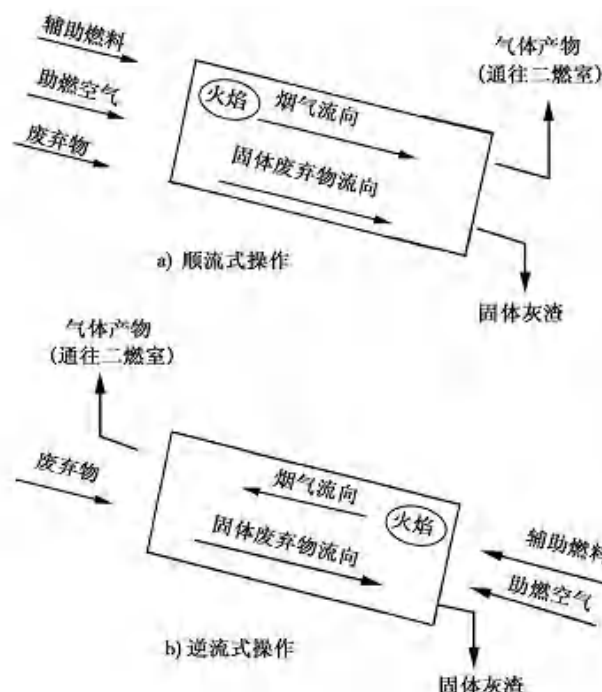 辅助燃料
助燃空气
废弃物
火焰
烟气流向
固体废弃物流向
气体产物
(通往二燃室)
固体灰渣
a) 顺流式操作
气体产物
(通往二燃室)
废弃物
烟气流向
火焰
固体废弃物流向
辅助燃料
助燃空气
固体灰渣
b) 逆流式操作